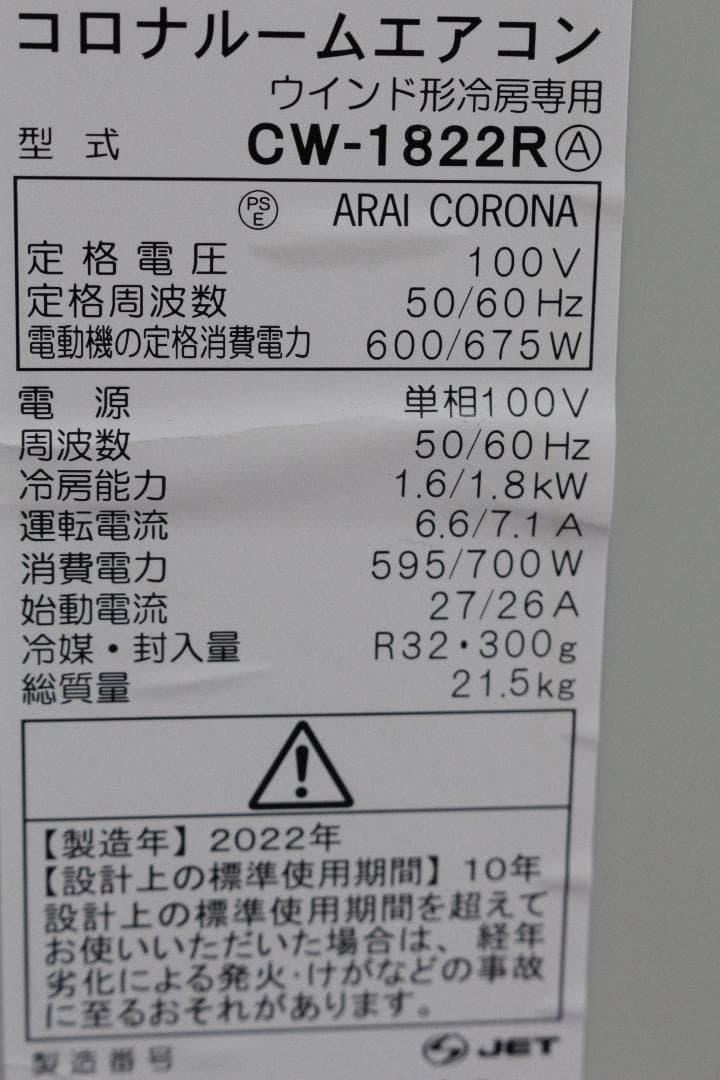 コロナルームエアコン
ウインド形冷房専用
型式 CW-1822RⒶ
PSE ARAI CORONA
定格電圧 100V
定格周波数 50/60Hz
電動機の定格消費電力 600/675W
電源 単相100V
周波数 50/60Hz
冷房能力 1.6/1.8kW
運転電流 6.6/7.1A
消費電力 595/700W
始動電流 27/26A
冷媒・封入量 R32・300g
総質量 21.5kg
【製造年】2022年
【設計上の標準使用期間】10年
設計上の標準使用期間を超えて
お使いいただいた場合は、経年
劣化による発火・けがなどの事故
に至るおそれがあります。
製造番号 JET